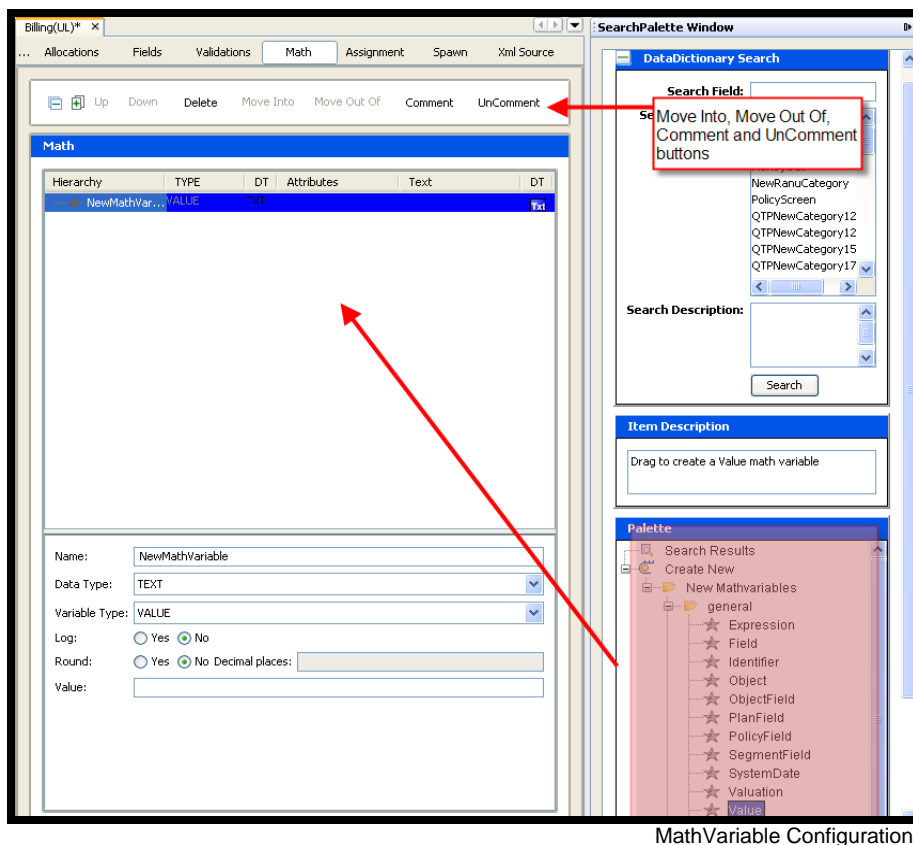 Billing(UL)* ×
... Allocations Fields Validations Math Assignment Spawn Xml Source
Up Down Delete Move Into Move Out Of Comment UnComment
Math
Hierarchy TYPE DT Attributes Text DT
NewMathVar... VALUE TXT Txt
Name: NewMathVariable
Data Type: TEXT
Variable Type: VALUE
Log: Yes No
Round: Yes No Decimal places:
Value:
SearchPalette Window
DataDictionary Search
Search Field:
Move Into, Move Out Of,
Comment and UnComment
buttons
NewRanuCategory
PolicyScreen
QTPNewCategory12
QTPNewCategory12
QTPNewCategory15
QTPNewCategory17
Search Description:
Search
Item Description
Drag to create a Value math variable
Palette
Search Results
Create New
New Mathvariables
general
Expression
Field
Identifier
Object
ObjectField
PlanField
PolicyField
SegmentField
SystemDate
Valuation
Value
MathVariable Configuration